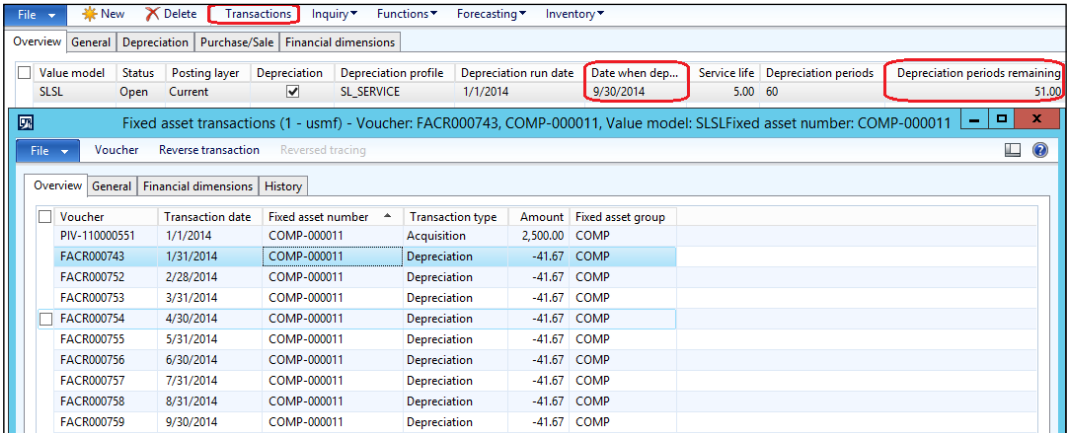 File New Delete Transactions Inquiry Functions Forecasting Inventory
Overview General Depreciation Purchase/Sale Financial dimensions
Value model Status Posting layer Depreciation Depreciation profile Depreciation run date Date when dep... Service life Depreciation periods Depreciation periods remaining
SLSL Open Current SL_SERVICE 1/1/2014 9/30/2014 5.00 60 51.00
Fixed asset transactions (1 - usmf) - Voucher: FACR000743, COMP-000011, Value model: SLSLFixed asset number: COMP-000011
File Voucher Reverse transaction Reversed tracing
Overview General Financial dimensions History
Voucher Transaction date Fixed asset number Transaction type Amount Fixed asset group
PIV-110000551 1/1/2014 COMP-000011 Acquisition 2,500.00 COMP
FACR000743 1/31/2014 COMP-000011 Depreciation -41.67 COMP
FACR000752 2/28/2014 COMP-000011 Depreciation -41.67 COMP
FACR000753 3/31/2014 COMP-000011 Depreciation -41.67 COMP
FACR000754 4/30/2014 COMP-000011 Depreciation -41.67 COMP
FACR000755 5/31/2014 COMP-000011 Depreciation -41.67 COMP
FACR000756 6/30/2014 COMP-000011 Depreciation -41.67 COMP
FACR000757 7/31/2014 COMP-000011 Depreciation -41.67 COMP
FACR000758 8/31/2014 COMP-000011 Depreciation -41.67 COMP
FACR000759 9/30/2014 COMP-000011 Depreciation -41.67 COMP